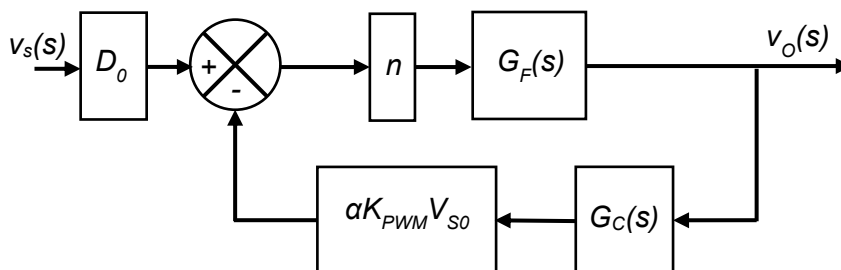 v_s(s)
D_0
+
-
n
G_F(s)
v_O(s)
αK_PWM V_S0
G_C(s)